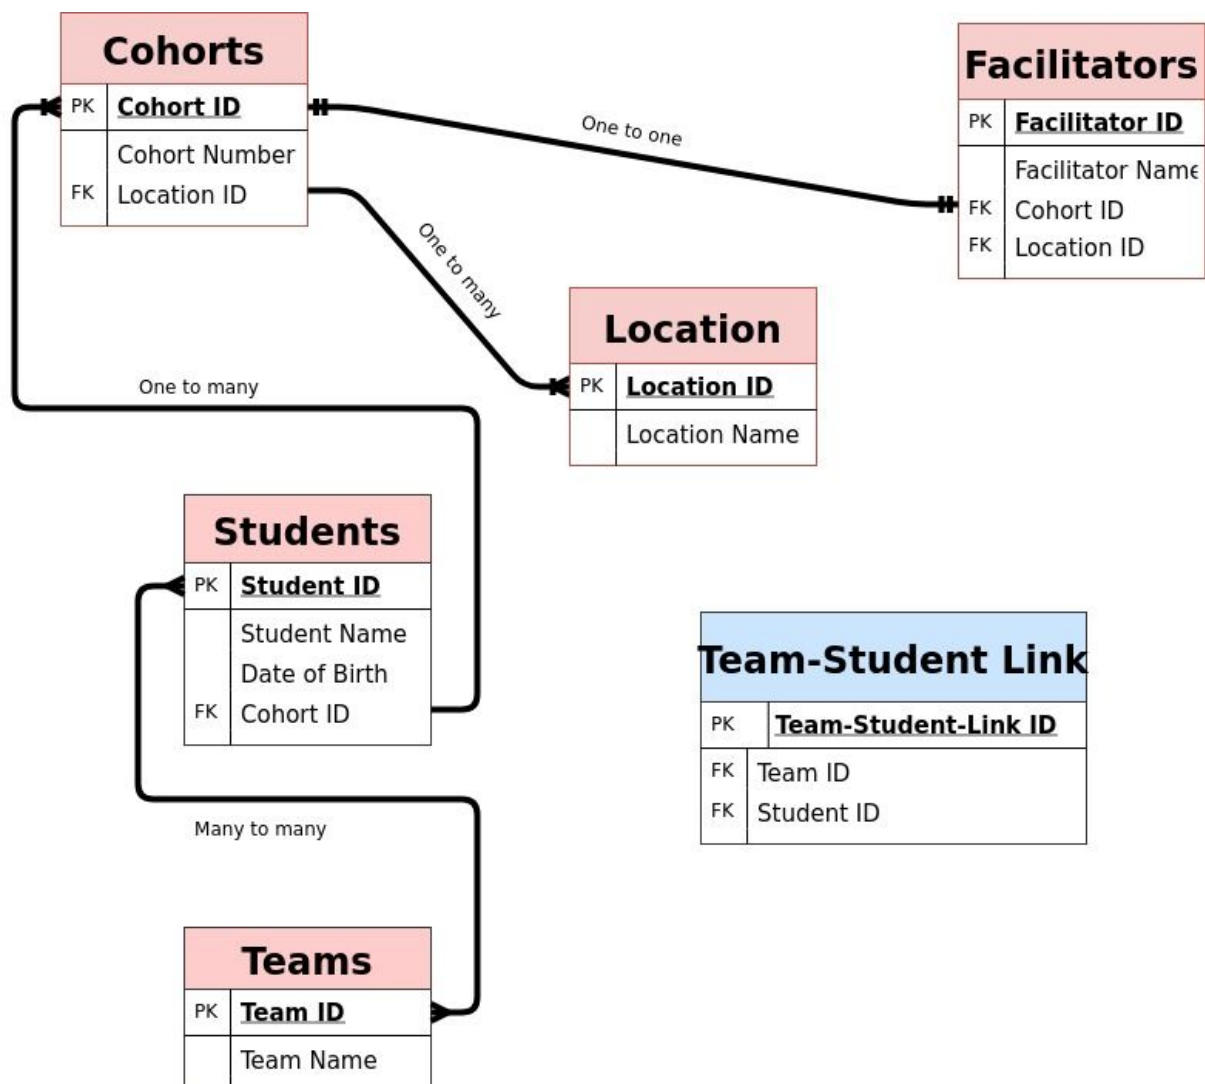 Cohorts
PK Cohort ID
Cohort Number
FK Location ID
One to one
Facilitators
PK Facilitator ID
Facilitator Name
FK Cohort ID
FK Location ID
One to many
Location
PK Location ID
Location Name
One to many
Students
PK Student ID
Student Name
Date of Birth
FK Cohort ID
Many to many
Team-Student Link
PK Team-Student-Link ID
FK Team ID
FK Student ID
Teams
PK Team ID
Team Name